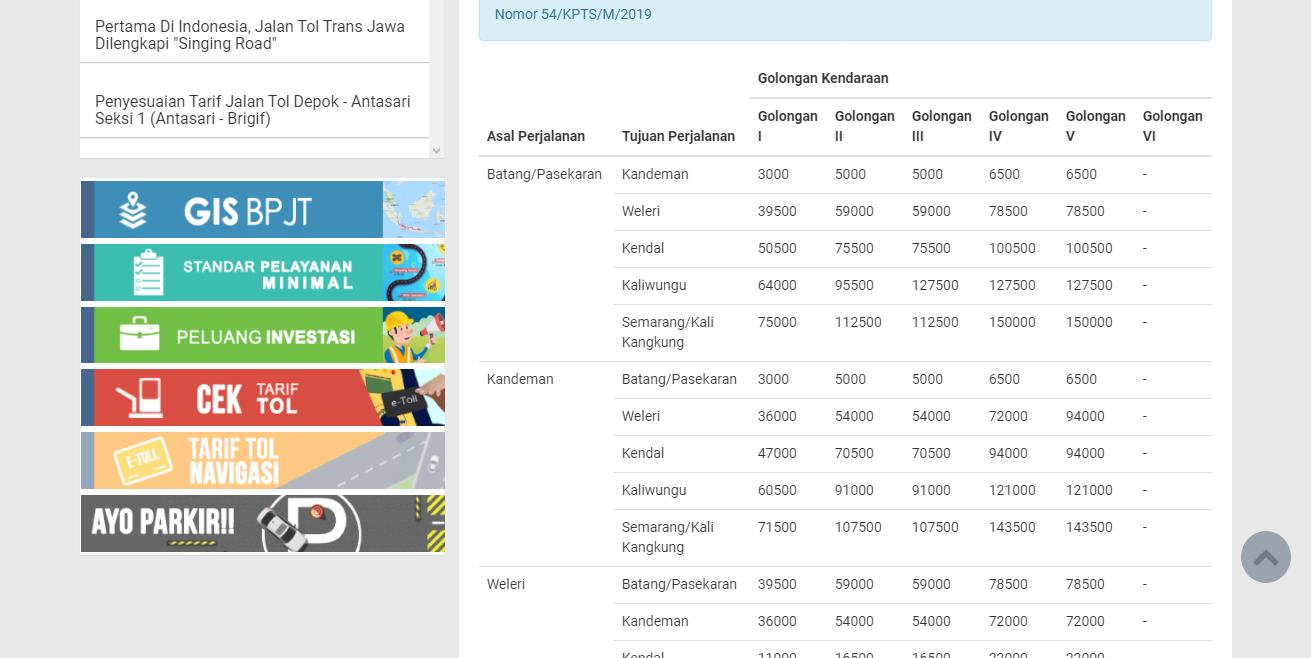 Pertama Di Indonesia, Jalan Tol Trans Jawa
Dilengkapi "Singing Road"
Penyesuaian Tarif Jalan Tol Depok - Antasari
Seksi 1 (Antasari - Brigif)
GIS BPJT
STANDAR PELAYANAN
MINIMAL
PELUANG INVESTASI
CEK TARIF
TOL
e-Toll
E-TOLL
TARIF TOL
NAVIGASI
AYO PARKIR!!
Nomor 54/KPTS/M/2019
Golongan Kendaraan
Asal Perjalanan Tujuan Perjalanan Golongan I Golongan II Golongan III Golongan IV Golongan V Golongan VI
Batang/Pasekaran Kandeman 3000 5000 5000 6500 6500 -
Weleri 39500 59000 59000 78500 78500 -
Kendal 50500 75500 75500 100500 100500 -
Kaliwungu 64000 95500 127500 127500 127500 -
Semarang/Kali 75000 112500 112500 150000 150000 -
Kangkung
Kandeman Batang/Pasekaran 3000 5000 5000 6500 6500 -
Weleri 36000 54000 54000 72000 94000 -
Kendal 47000 70500 70500 94000 94000 -
Kaliwungu 60500 91000 91000 121000 121000 -
Semarang/Kali 71500 107500 107500 143500 143500 -
Kangkung
Weleri Batang/Pasekaran 39500 59000 59000 78500 78500 -
Kandeman 36000 54000 54000 72000 72000 -
Kendal 11000 16500 16500 22000 22000 -